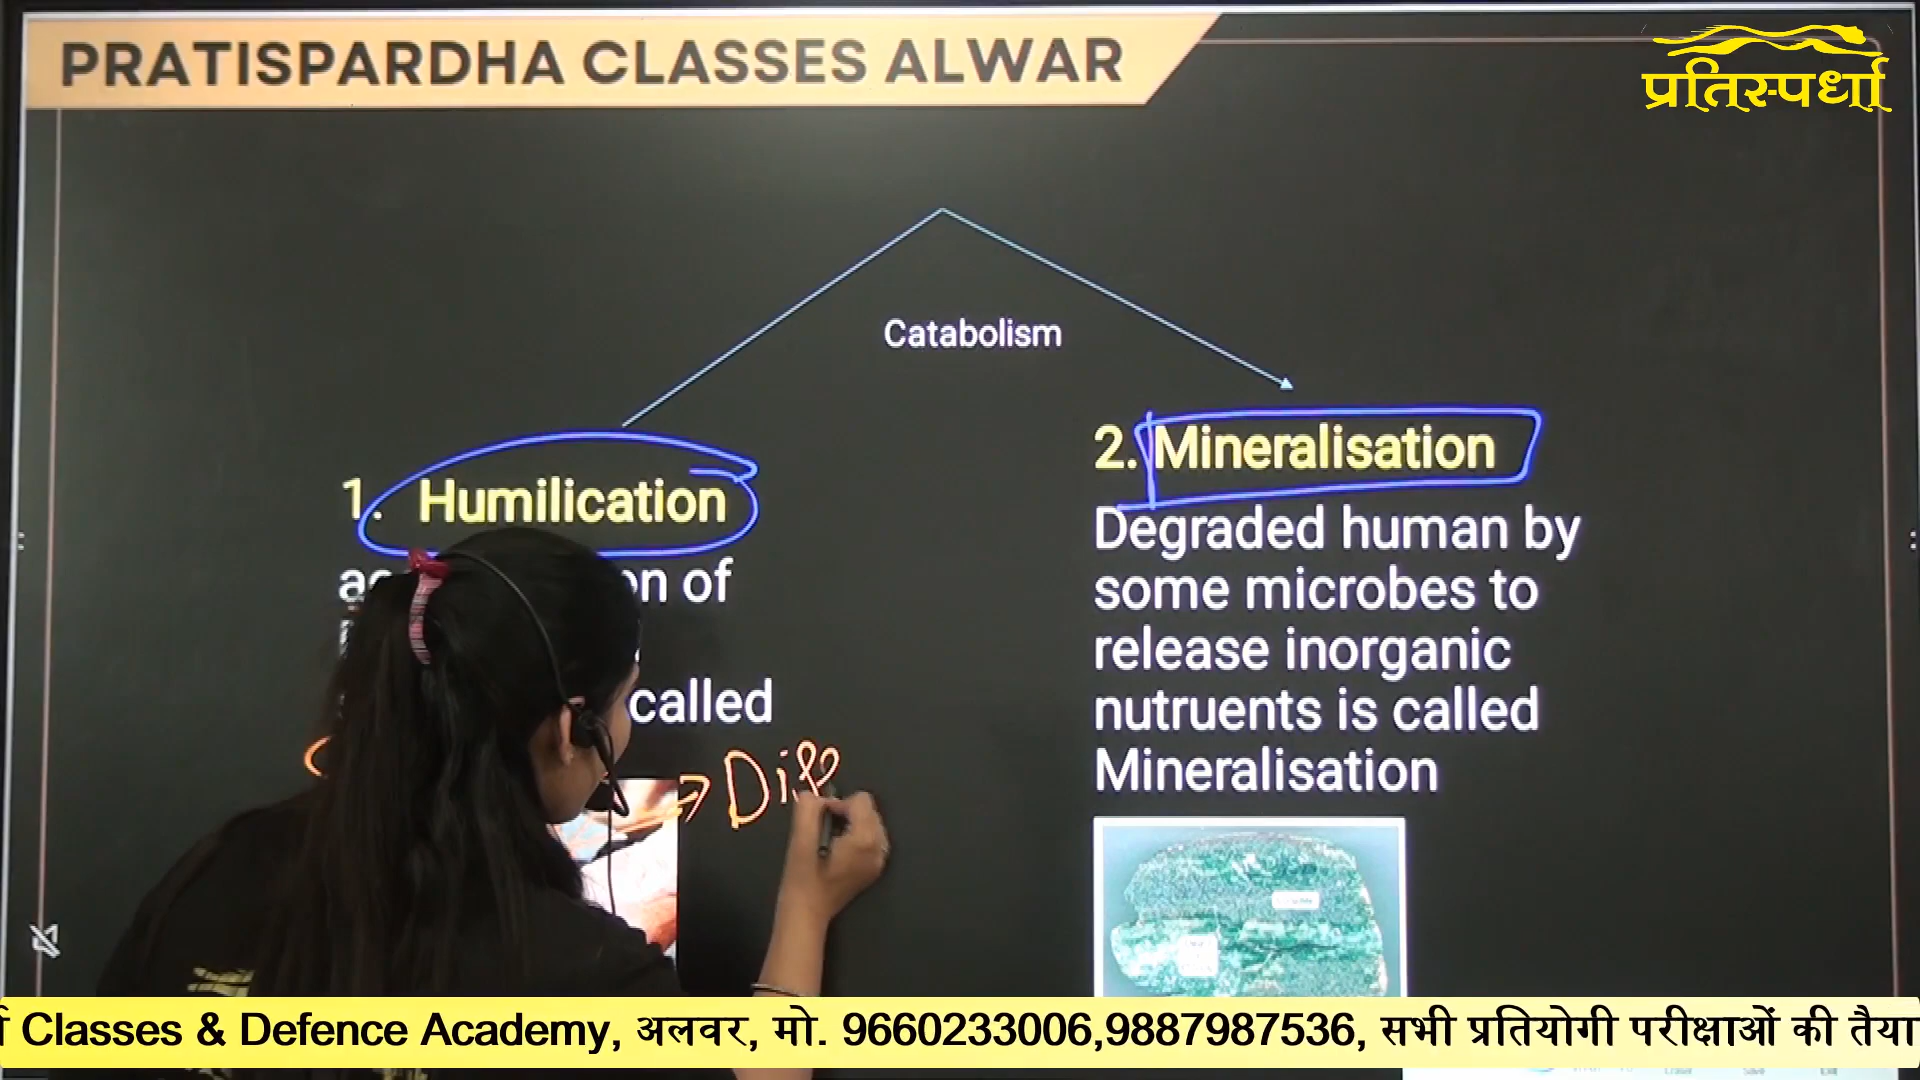 PRATISPARDHA CLASSES ALWAR
प्रतिस्पर्धा
Catabolism
1. Humilication
on of
called
Dif
2. Mineralisation
Degraded human by
some microbes to
release inorganic
nutruents is called
Mineralisation
Classes & Defence Academy, अलवर, मो. 9660233006,9887987536, सभी प्रतियोगी परीक्षाओं की तैया